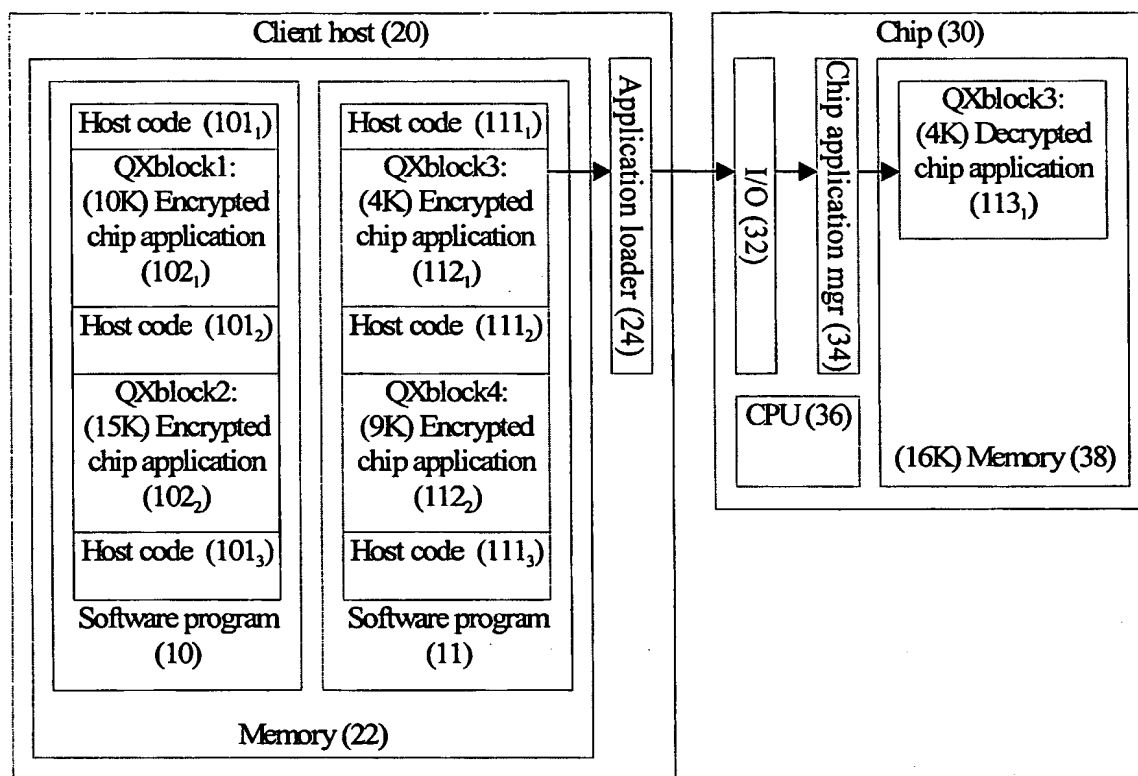 Client host (20)
Host code (101₁)
QXblock1:
(10K) Encrypted
chip application
(102₁)
Host code (101₂)
QXblock2:
(15K) Encrypted
chip application
(102₂)
Host code (101₃)
Software program
(10)
Host code (111₁)
QXblock3:
(4K) Encrypted
chip application
(112₁)
Host code (111₂)
QXblock4:
(9K) Encrypted
chip application
(112₂)
Host code (111₃)
Software program
(11)
Memory (22)
Application loader (24)
Chip (30)
I/O (32)
Chip application mgr (34)
CPU (36)
QXblock3:
(4K) Decrypted
chip application
(113₁)
(16K) Memory (38)